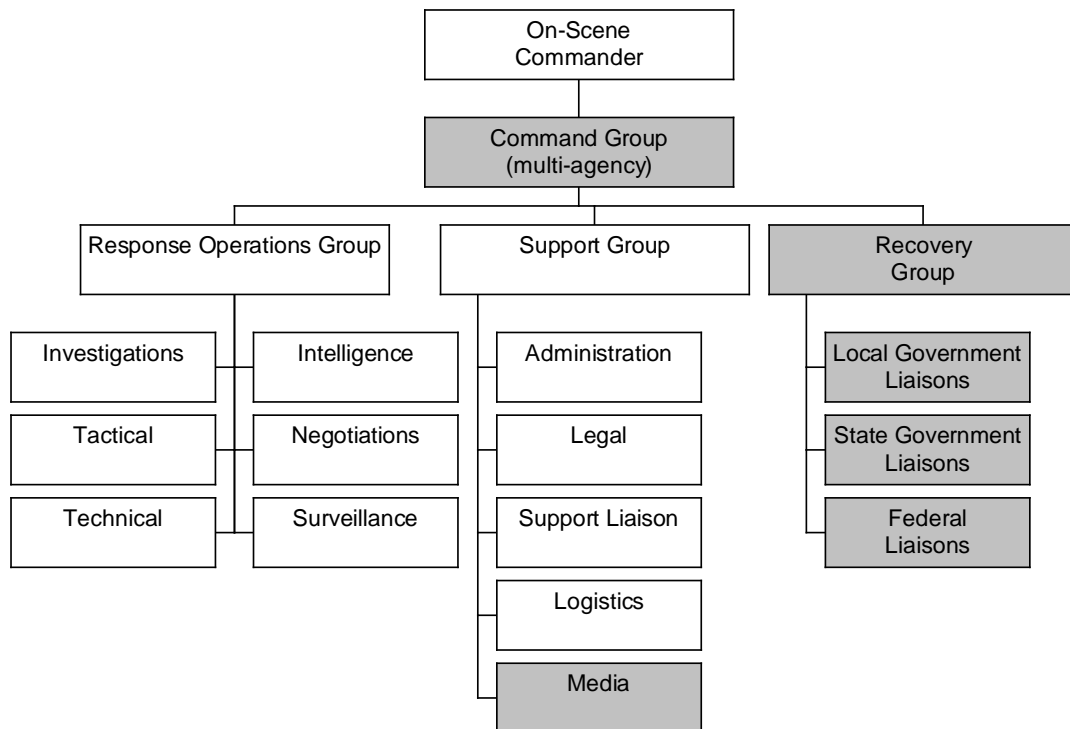 On-Scene
Commander
Command Group
(multi-agency)
Response Operations Group
Support Group
Recovery
Group
Investigations
Intelligence
Tactical
Negotiations
Technical
Surveillance
Administration
Legal
Support Liaison
Logistics
Media
Local Government
Liaisons
State Government
Liaisons
Federal
Liaisons